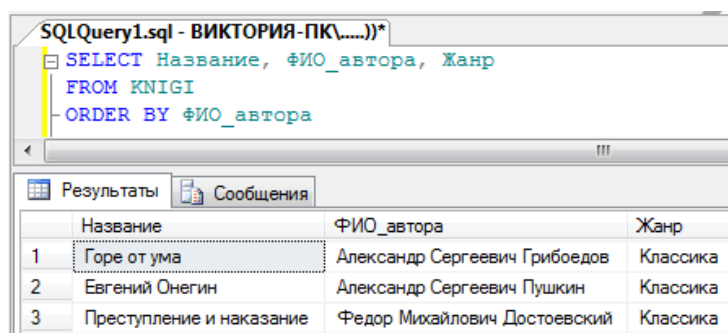 SQLQuery1.sql - ВИКТОРИЯ-ПК\.....))*
SELECT Название, ФИО_автора, Жанр
FROM KNIGI
ORDER BY ФИО_автора
Результаты Сообщения
Название ФИО_автора Жанр
1 Горе от ума Александр Сергеевич Грибоедов Классика
2 Евгений Онегин Александр Сергеевич Пушкин Классика
3 Преступление и наказание Федор Михайлович Достоевский Классика